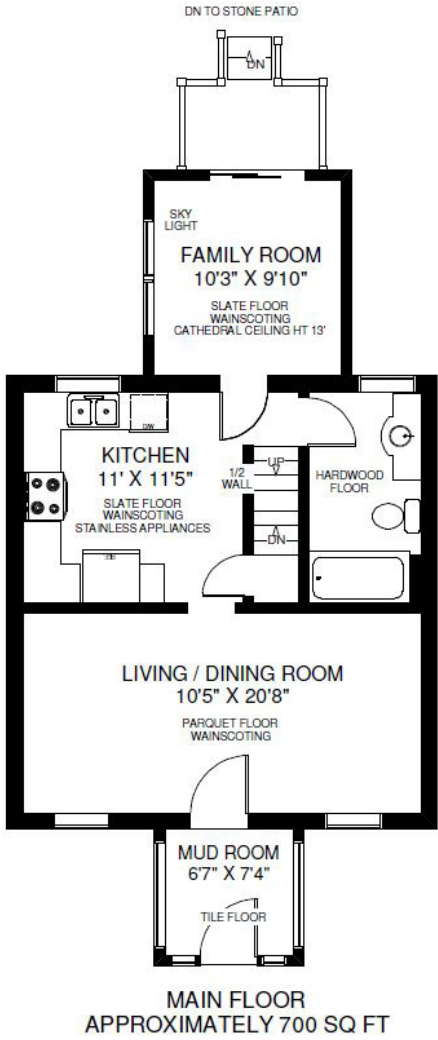 DN TO STONE PATIO
DN
SKY
LIGHT
FAMILY ROOM
10'3" X 9'10"
SLATE FLOOR
WAINSCOTING
CATHEDRAL CEILING HT 13'
D/W
KITCHEN
11' X 11'5"
SLATE FLOOR
WAINSCOTING
STAINLESS APPLIANCES
1/2
WALL
UP
DN
HARDWOOD
FLOOR
LIVING / DINING ROOM
10'5" X 20'8"
PARQUET FLOOR
WAINSCOTING
MUD ROOM
6'7" X 7'4"
TILE FLOOR
MAIN FLOOR
APPROXIMATELY 700 SQ FT